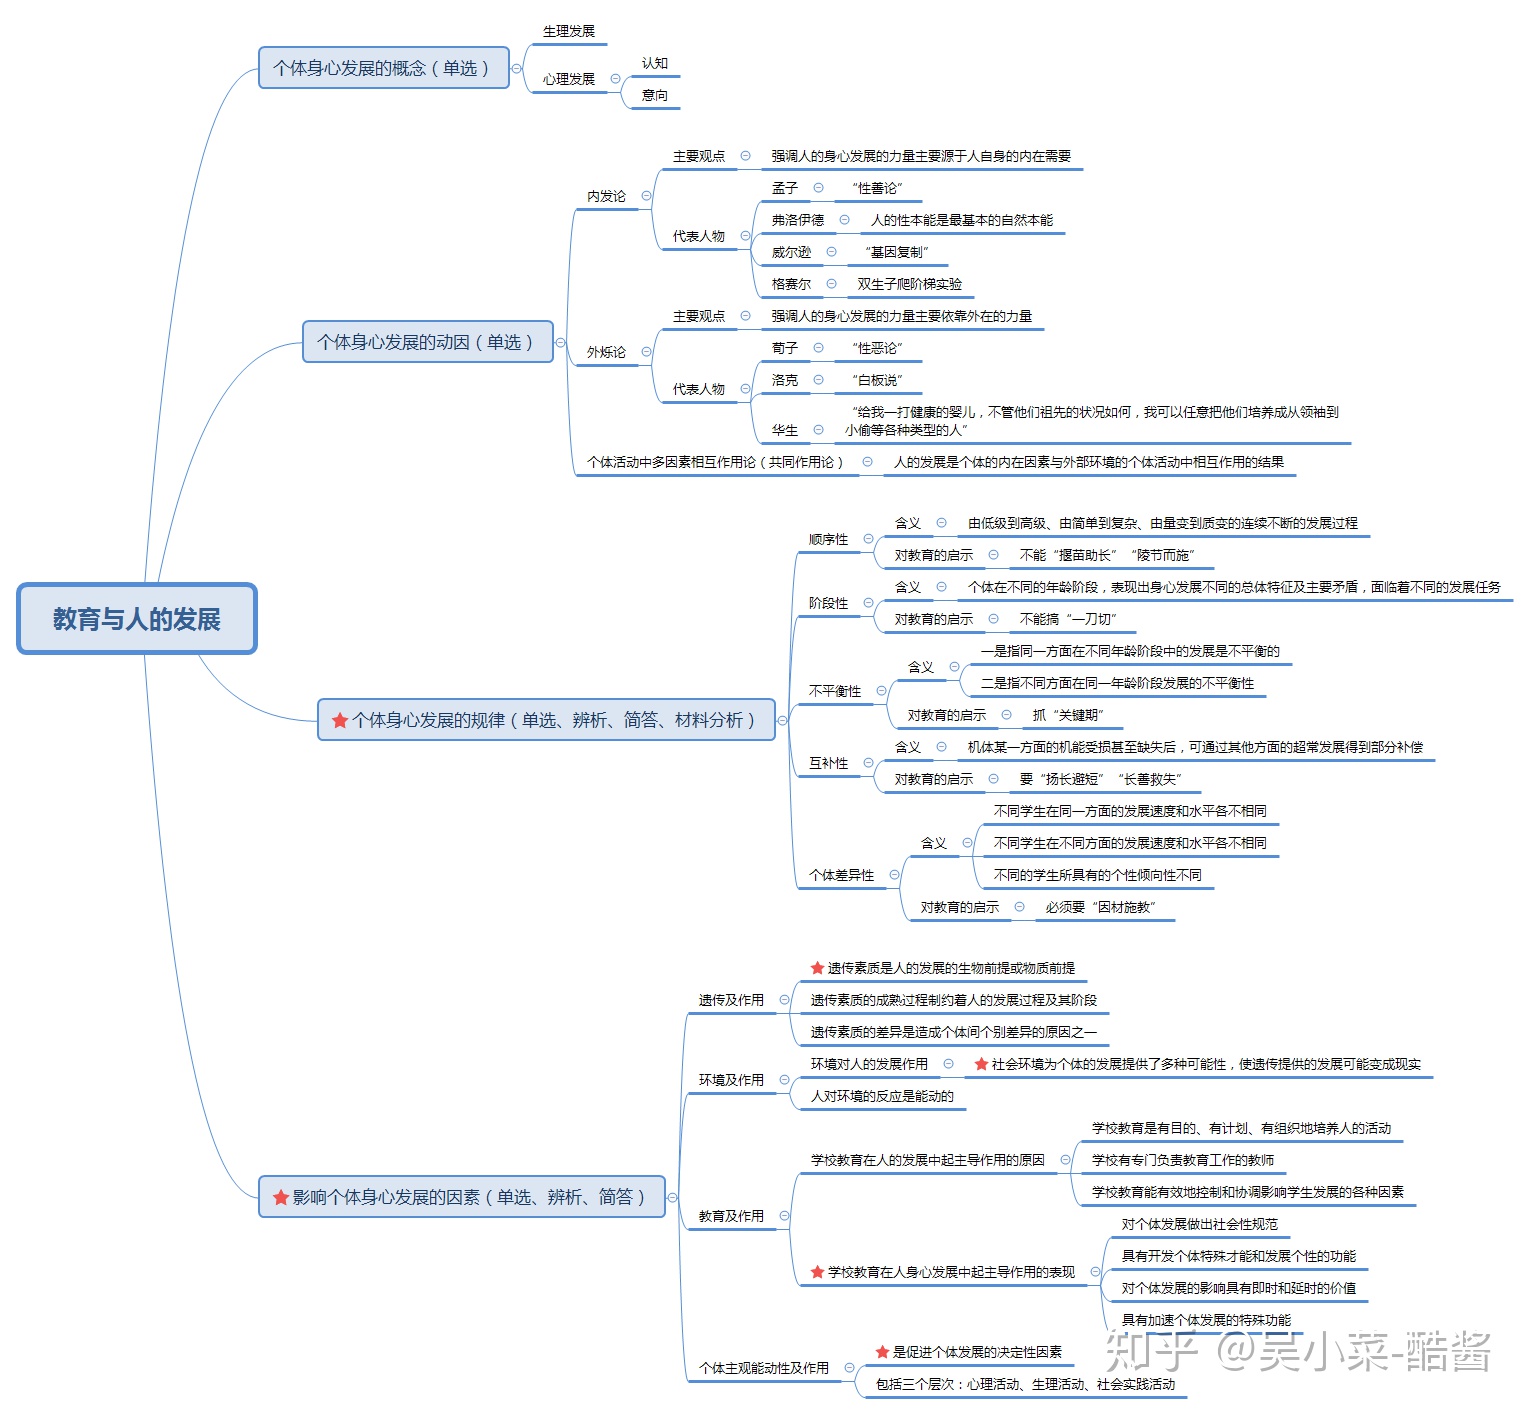 教育与人的发展
个体身心发展的概念（单选）
生理发展
心理发展
认知
意向
个体身心发展的动因（单选）
内发论
主要观点
强调人的身心发展的力量主要源于人自身的内在需要
代表人物
孟子
“性善论”
弗洛伊德
人的性本能是最基本的自然本能
威尔逊
“基因复制”
格赛尔
双生子爬阶梯实验
外烁论
主要观点
强调人的身心发展的力量主要依靠外在的力量
代表人物
荀子
“性恶论”
洛克
“白板说”
华生
“给我一打健康的婴儿，不管他们祖先的状况如何，我可以任意把他们培养成从领袖到
小偷等各种类型的人”
个体活动中多因素相互作用论（共同作用论）
人的发展是个体的内在因素与外部环境的个体活动中相互作用的结果
个体身心发展的规律（单选、辨析、简答、材料分析）
顺序性
含义
由低级到高级、由简单到复杂、由量变到质变的连续不断的发展过程
对教育的启示
不能“揠苗助长”“陵节而施”
阶段性
含义
个体在不同的年龄阶段，表现出身心发展不同的总体特征及主要矛盾，面临着不同的发展任务
对教育的启示
不能搞“一刀切”
不平衡性
含义
一是指同一方面在不同年龄阶段中的发展是不平衡的
二是指不同方面在同一年龄阶段发展的不平衡性
对教育的启示
抓“关键期”
互补性
含义
机体某一方面的机能受损甚至缺失后，可通过其他方面的超常发展得到部分补偿
对教育的启示
要“扬长避短”“长善救失”
个体差异性
含义
不同学生在同一方面的发展速度和水平各不相同
不同学生在不同方面的发展速度和水平各不相同
不同的学生所具有的个性倾向性不同
对教育的启示
必须要“因材施教”
影响个体身心发展的因素（单选、辨析、简答）
遗传及作用
遗传素质是人的发展的生物前提或物质前提
遗传素质的成熟过程制约着人的发展过程及其阶段
遗传素质的差异是造成个体间个别差异的原因之一
环境及作用
环境对人的发展作用
社会环境为个体的发展提供了多种可能性，使遗传提供的发展可能变成现实
人对环境的反应是能动的
教育及作用
学校教育在人的发展中起主导作用的原因
学校教育是有目的、有计划、有组织地培养人的活动
学校有专门负责教育工作的教师
学校教育能有效地控制和协调影响学生发展的各种因素
学校教育在人身心发展中起主导作用的表现
对个体发展做出社会性规范
具有开发个体特殊才能和发展个性的功能
对个体发展的影响具有即时和延时的价值
具有加速个体发展的特殊功能
个体主观能动性及作用
是促进个体发展的决定性因素
包括三个层次：心理活动、生理活动、社会实践活动
知乎 @吴小菜-酷酱